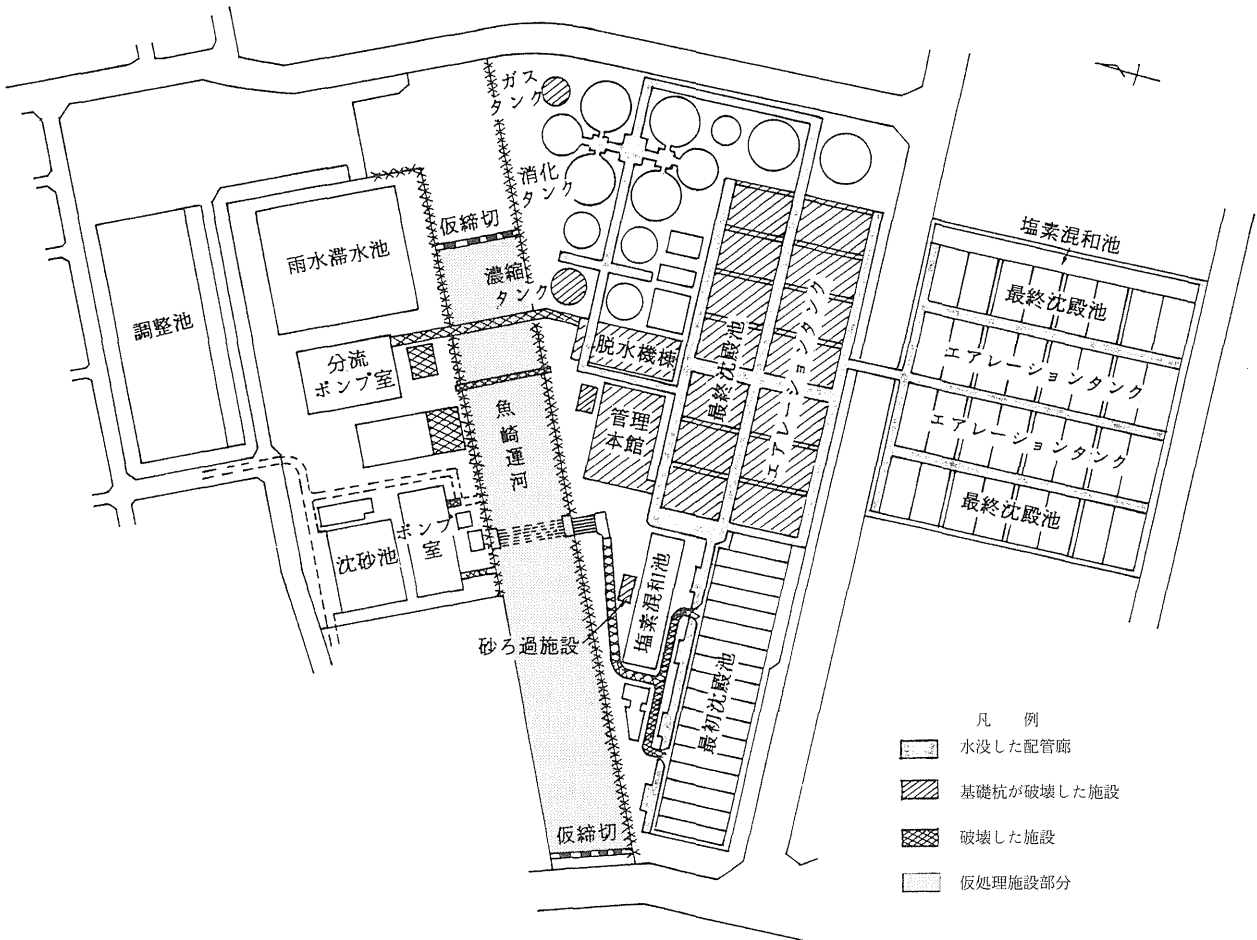 ガス
タンク
消化
タンク
仮締切
雨水滞水池
濃縮
タンク
調整池
分流
ポンプ室
脱水機棟
最終沈殿池
エアレーションタンク
塩素混和池
最終沈殿池
エアレーションタンク
エアレーションタンク
最終沈殿池
魚崎運河
管理
本館
ポンプ
室
沈砂池
塩素混和池
砂ろ過施設
最初沈殿池
仮締切
凡例
水没した配管廊
基礎杭が破壊した施設
破壊した施設
仮処理施設部分